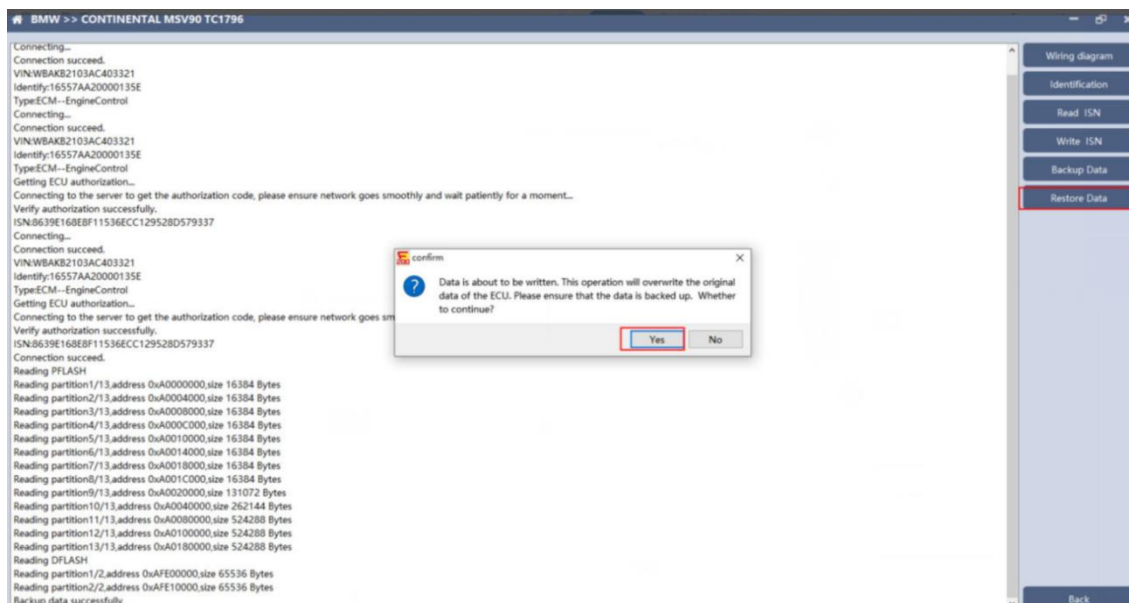 BMW >> CONTINENTAL MSV90 TC1796
Connecting...
Connection succeed.
VIN:WBAKB2103AC403321
Identify:16557AA20000135E
Type:ECM--EngineControl
Connecting...
Connection succeed.
VIN:WBAKB2103AC403321
Identify:16557AA20000135E
Type:ECM--EngineControl
Getting ECU authorization...
Connecting to the server to get the authorization code, please ensure network goes smoothly and wait patiently for a moment...
Verify authorization successfully.
ISN:8639E168E8F11536ECC129528D579337
Connecting...
Connection succeed.
VIN:WBAKB2103AC403321
Identify:16557AA20000135E
Type:ECM--EngineControl
Getting ECU authorization...
Connecting to the server to get the authorization code, please ensure network goes sm
Verify authorization successfully.
ISN:8639E168E8F11536ECC129528D579337
Connection succeed.
Reading PFLASH
Reading partition1/13,address 0xA0000000,size 16384 Bytes
Reading partition2/13,address 0xA0004000,size 16384 Bytes
Reading partition3/13,address 0xA0008000,size 16384 Bytes
Reading partition4/13,address 0xA000C000,size 16384 Bytes
Reading partition5/13,address 0xA0010000,size 16384 Bytes
Reading partition6/13,address 0xA0014000,size 16384 Bytes
Reading partition7/13,address 0xA0018000,size 16384 Bytes
Reading partition8/13,address 0xA001C000,size 16384 Bytes
Reading partition9/13,address 0xA0020000,size 131072 Bytes
Reading partition10/13,address 0xA0040000,size 262144 Bytes
Reading partition11/13,address 0xA0080000,size 524288 Bytes
Reading partition12/13,address 0xA0100000,size 524288 Bytes
Reading partition13/13,address 0xA0180000,size 524288 Bytes
Reading DFLASH
Reading partition1/2,address 0xAFE00000,size 65536 Bytes
Reading partition2/2,address 0xAFE10000,size 65536 Bytes
Backup data successfully
confirm
Data is about to be written. This operation will overwrite the original
data of the ECU. Please ensure that the data is backed up. Whether
to continue?
Yes
No
Wiring diagram
Identification
Read ISN
Write ISN
Backup Data
Restore Data
Back